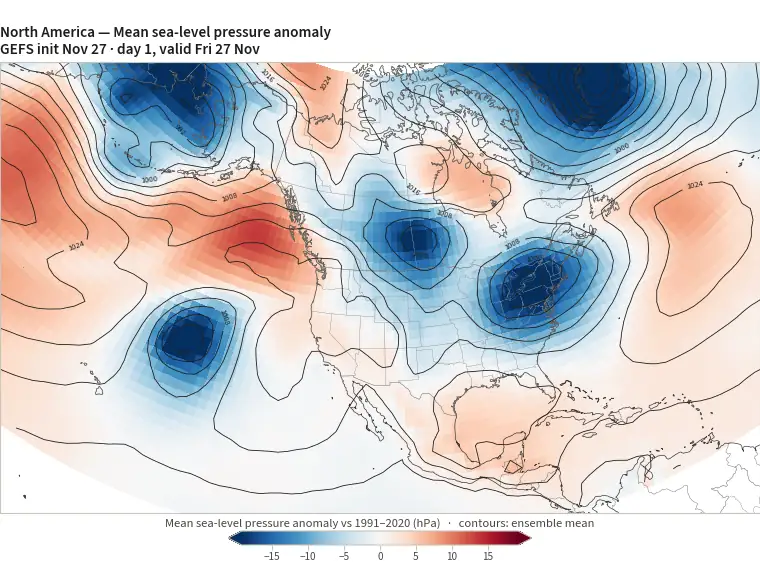 North America — Mean sea-level pressure anomaly
GEFS init Nov 27 · day 1, valid Fri 27 Nov
1016
1024
1000
1008
1016
1008
1024
1008
1000
1024
Mean sea-level pressure anomaly vs 1991–2020 (hPa) · contours: ensemble mean
−15 −10 −5 0 5 10 15